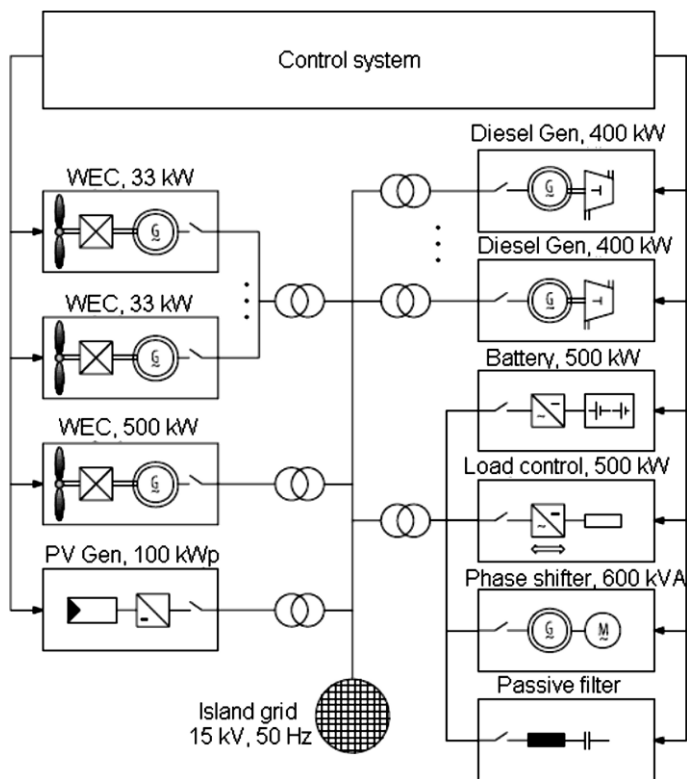 Control system
WEC, 33 kW
G
~
WEC, 33 kW
G
~
WEC, 500 kW
G
~
PV Gen, 100 kWp
Island grid
15 kV, 50 Hz
Diesel Gen, 400 kW
G
~
Diesel Gen, 400 kW
G
~
Battery, 500 kW
~
Load control, 500 kW
~
Phase shifter, 600 kVA
G
~
M
~
Passive filter